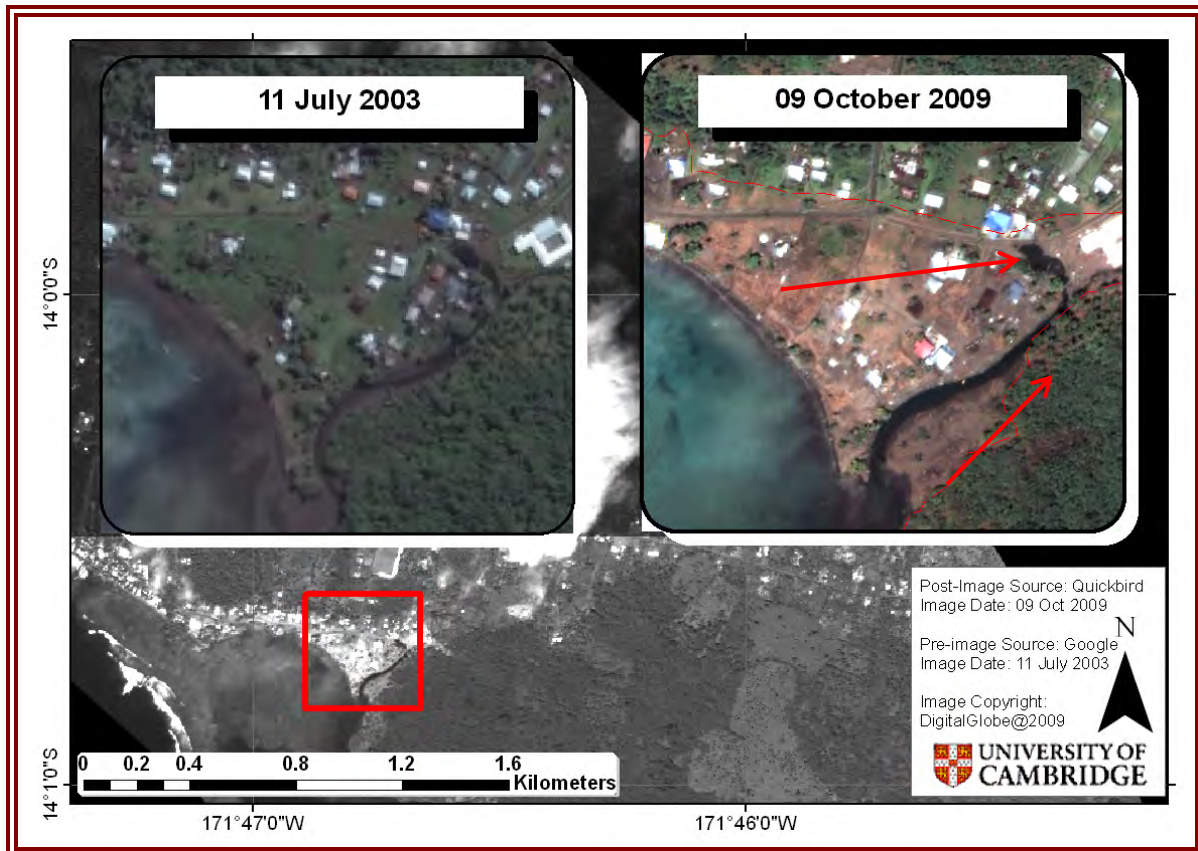 11 July 2003
09 October 2009
14°0'0"S
14°1'0"S
171°47'0"W
171°46'0"W
0 0.2 0.4 0.8 1.2 1.6
Kilometers
Post-Image Source: Quickbird
Image Date: 09 Oct 2009
N
Pre-image Source: Google
Image Date: 11 July 2003
Image Copyright:
DigitalGlobe@2009
UNIVERSITY OF
CAMBRIDGE